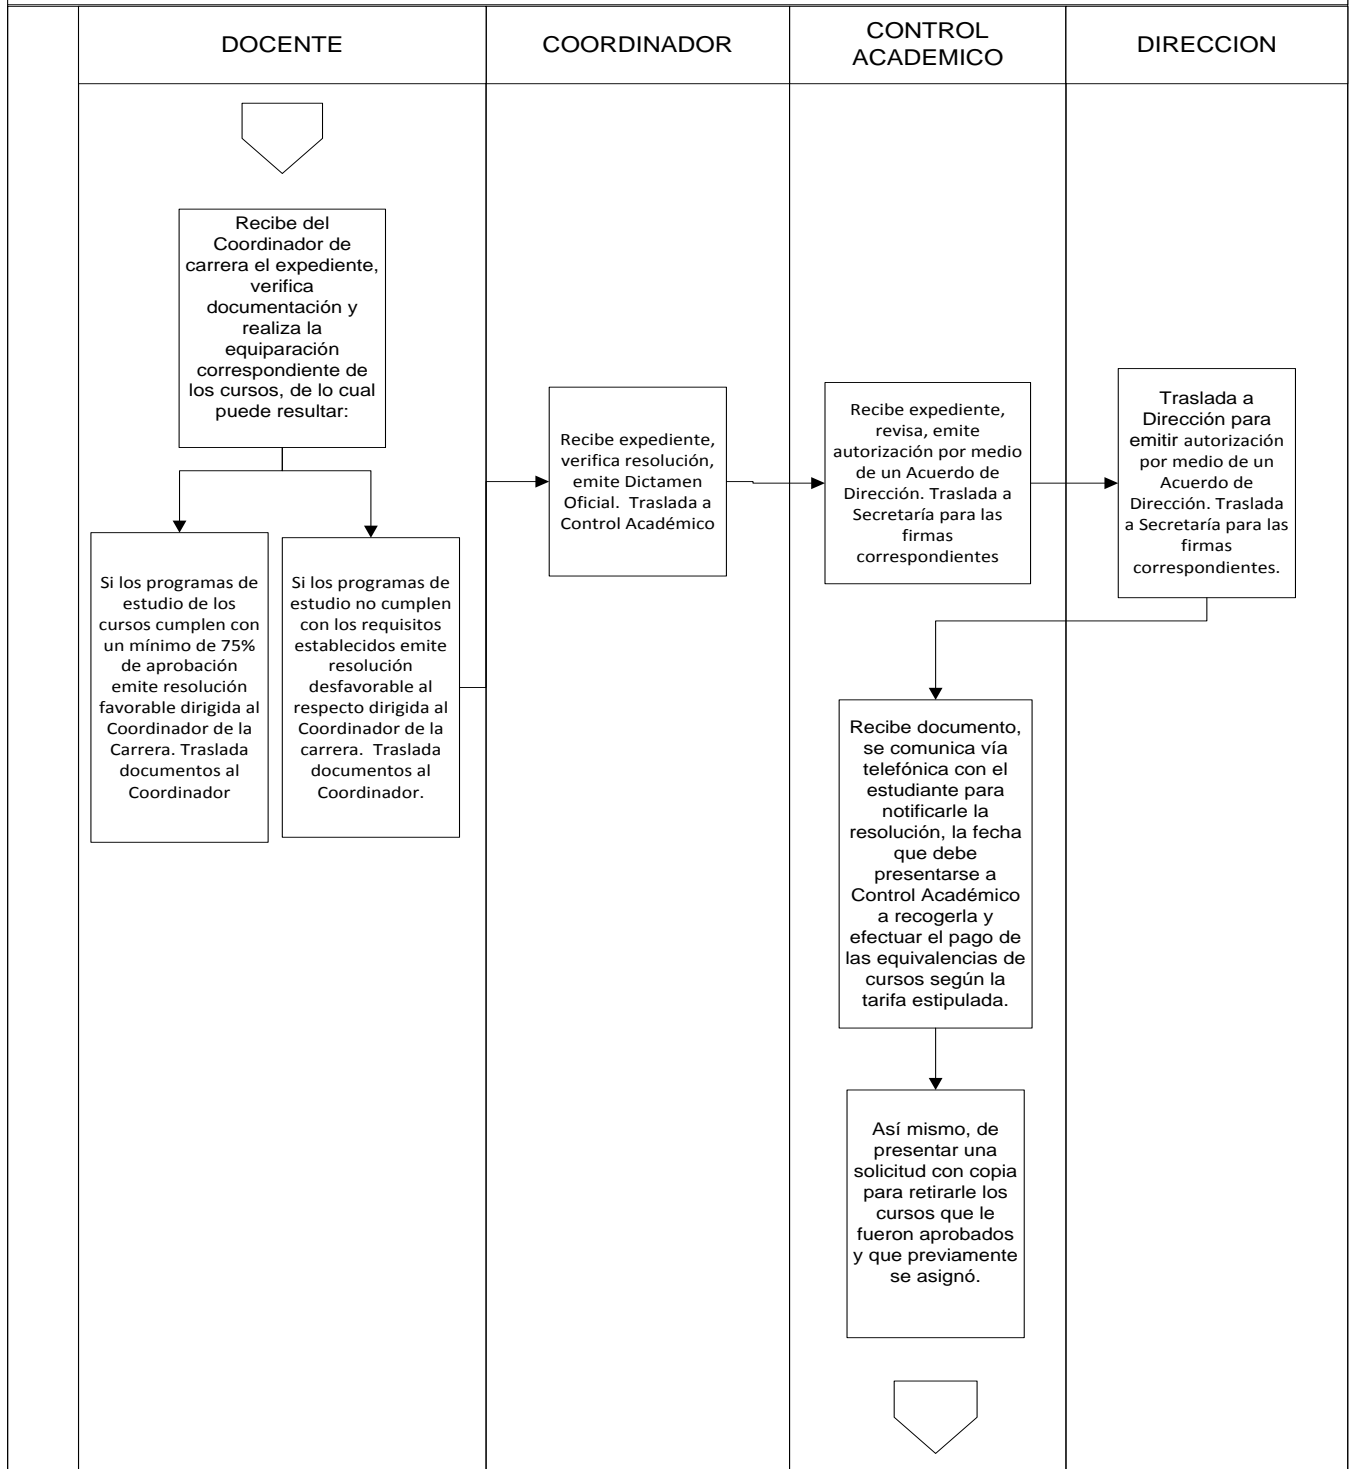 DOCENTE
COORDINADOR
CONTROL
ACADEMICO
DIRECCION
Recibe del
Coordinador de
carrera el expediente,
verifica
documentación y
realiza la
equiparación
correspondiente de
los cursos, de lo cual
puede resultar:
Si los programas de
estudio de los
cursos cumplen con
un mínimo de 75%
de aprobación
emite resolución
favorable dirigida al
Coordinador de la
Carrera. Traslada
documentos al
Coordinador
Si los programas de
estudio no cumplen
con los requisitos
establecidos emite
resolución
desfavorable al
respecto dirigida al
Coordinador de la
carrera.  Traslada
documentos al
Coordinador.
Recibe expediente,
verifica resolución,
emite Dictamen
Oficial.  Traslada a
Control Académico
Recibe expediente,
revisa, emite
autorización por medio
de un Acuerdo de
Dirección. Traslada a
Secretaría para las
firmas
correspondientes
Traslada a
Dirección para
emitir autorización
por medio de un
Acuerdo de
Dirección. Traslada
a Secretaría para las
firmas
correspondientes.
Recibe documento,
se comunica vía
telefónica con el
estudiante para
notificarle la
resolución, la fecha
que debe
presentarse a
Control Académico
a recogerla y
efectuar el pago de
las equivalencias de
cursos según la
tarifa estipulada.
Así mismo, de
presentar una
solicitud con copia
para retirarle los
cursos que le
fueron aprobados
y que previamente
se asignó.